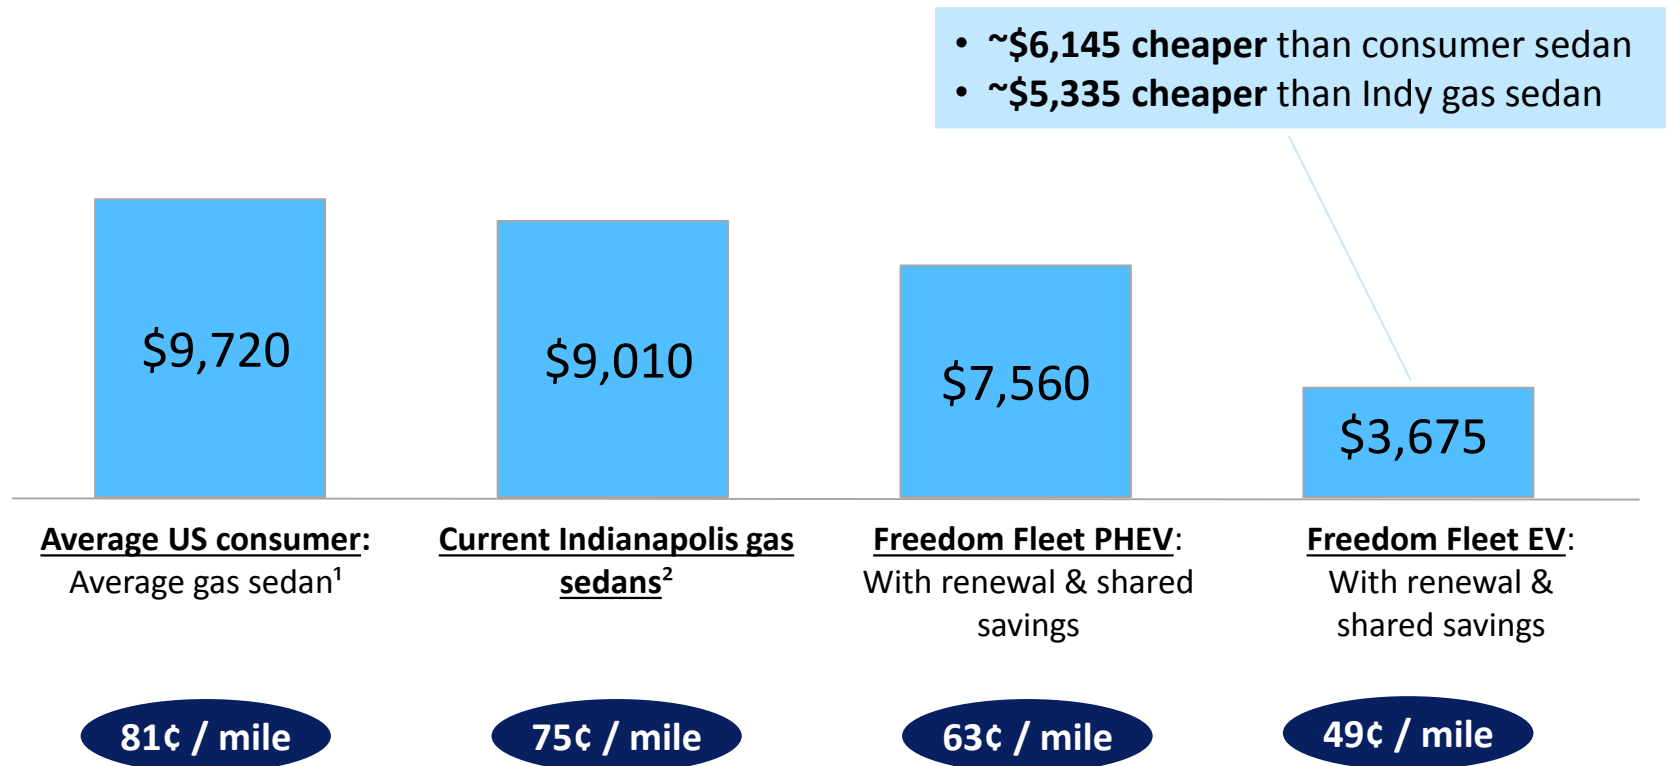 • ~$6,145 cheaper than consumer sedan
• ~$5,335 cheaper than Indy gas sedan
$9,720
$9,010
$7,560
$3,675
Average US consumer:
Average gas sedan¹
Current Indianapolis gas
sedans²
Freedom Fleet PHEV:
With renewal & shared
savings
Freedom Fleet EV:
With renewal &
shared savings
81¢ / mile
75¢ / mile
63¢ / mile
49¢ / mile